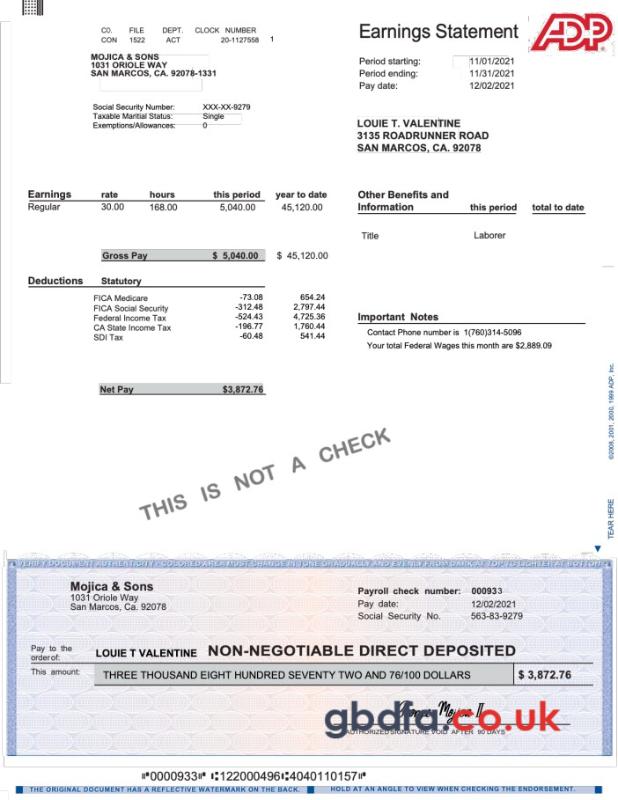 CO. FILE DEPT. CLOCK NUMBER
CON 1522 ACT 20-1127558 1
MOJICA & SONS
1031 ORIOLE WAY
SAN MARCOS, CA. 92078-1331
Social Security Number: XXX-XX-9279
Taxable Maritial Status: Single
Exemptions/Allowances: 0
Earnings Statement
ADP
Period starting: 11/01/2021
Period ending: 11/31/2021
Pay date: 12/02/2021
LOUIE T. VALENTINE
3135 ROADRUNNER ROAD
SAN MARCOS, CA. 92078
Earnings rate hours this period year to date
Regular 30.00 168.00 5,040.00 45,120.00
Gross Pay $ 5,040.00 $ 45,120.00
Deductions Statutory
FICA Medicare -73.08 654.24
FICA Social Security -312.48 2,797.44
Federal Income Tax -524.43 4,725.36
CA State Income Tax -196.77 1,760.44
SDI Tax -60.48 541.44
Net Pay $3,872.76
Other Benefits and
Information this period total to date
Title Laborer
Important Notes
Contact Phone number is 1(760)314-5096
Your total Federal Wages this month are $2,889.09
THIS IS NOT A CHECK
©2008, 2001, 2000, 1999 ADP, Inc.
TEAR HERE
VERIFY DOCUMENT AUTHENTICITY - COLORED AREA MUST CHANGE IN TONE GRADUALLY AND EVENLY FROM DARK AT TOP TO LIGHTER AT BOTTOM
Mojica & Sons
1031 Oriole Way
San Marcos, Ca. 92078
Payroll check number: 000933
Pay date: 12/02/2021
Social Security No. 563-83-9279
Pay to the
order of: LOUIE T VALENTINE NON-NEGOTIABLE DIRECT DEPOSITED
This amount: THREE THOUSAND EIGHT HUNDRED SEVENTY TWO AND 76/100 DOLLARS $ 3,872.76
gbdfia.co.uk
AUTHORIZED SIGNATURE VOID AFTER 90 DAYS
⑈0000933⑈ ⑆122000496⑆4040110157⑈
THE ORIGINAL DOCUMENT HAS A REFLECTIVE WATERMARK ON THE BACK. HOLD AT AN ANGLE TO VIEW WHEN CHECKING THE ENDORSEMENT.